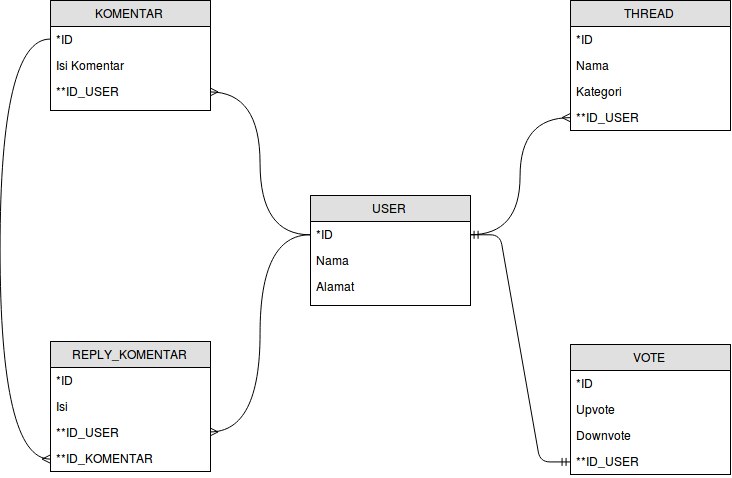 KOMENTAR
*ID
Isi Komentar
**ID_USER
THREAD
*ID
Nama
Kategori
**ID_USER
USER
*ID
Nama
Alamat
REPLY_KOMENTAR
*ID
Isi
**ID_USER
**ID_KOMENTAR
VOTE
*ID
Upvote
Downvote
**ID_USER